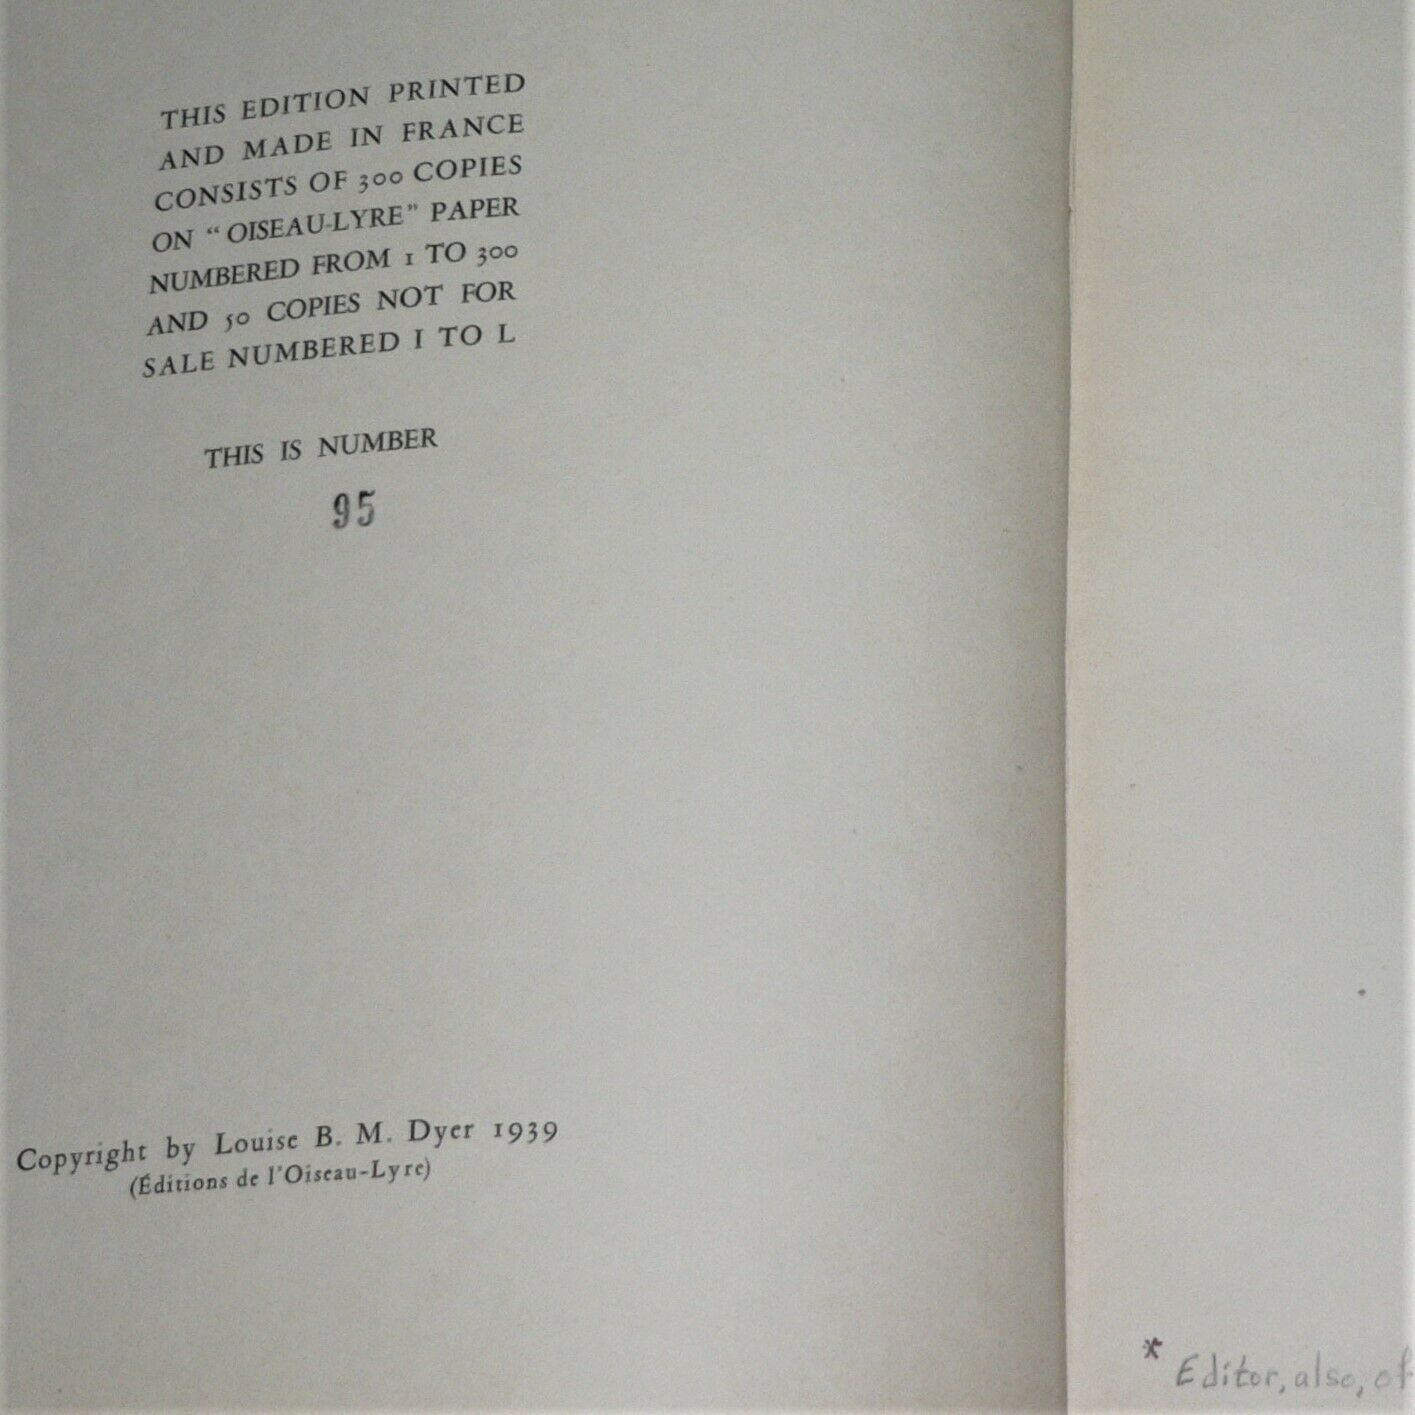 THIS EDITION PRINTED
AND MADE IN FRANCE
CONSISTS OF 300 COPIES
ON “OISEAU-LYRE” PAPER
NUMBERED FROM 1 TO 300
AND 50 COPIES NOT FOR
SALE NUMBERED I TO L
THIS IS NUMBER
95
Copyright by Louise B. M. Dyer 1939
(Éditions de l'Oiseau-Lyre)
* Editor, also, of